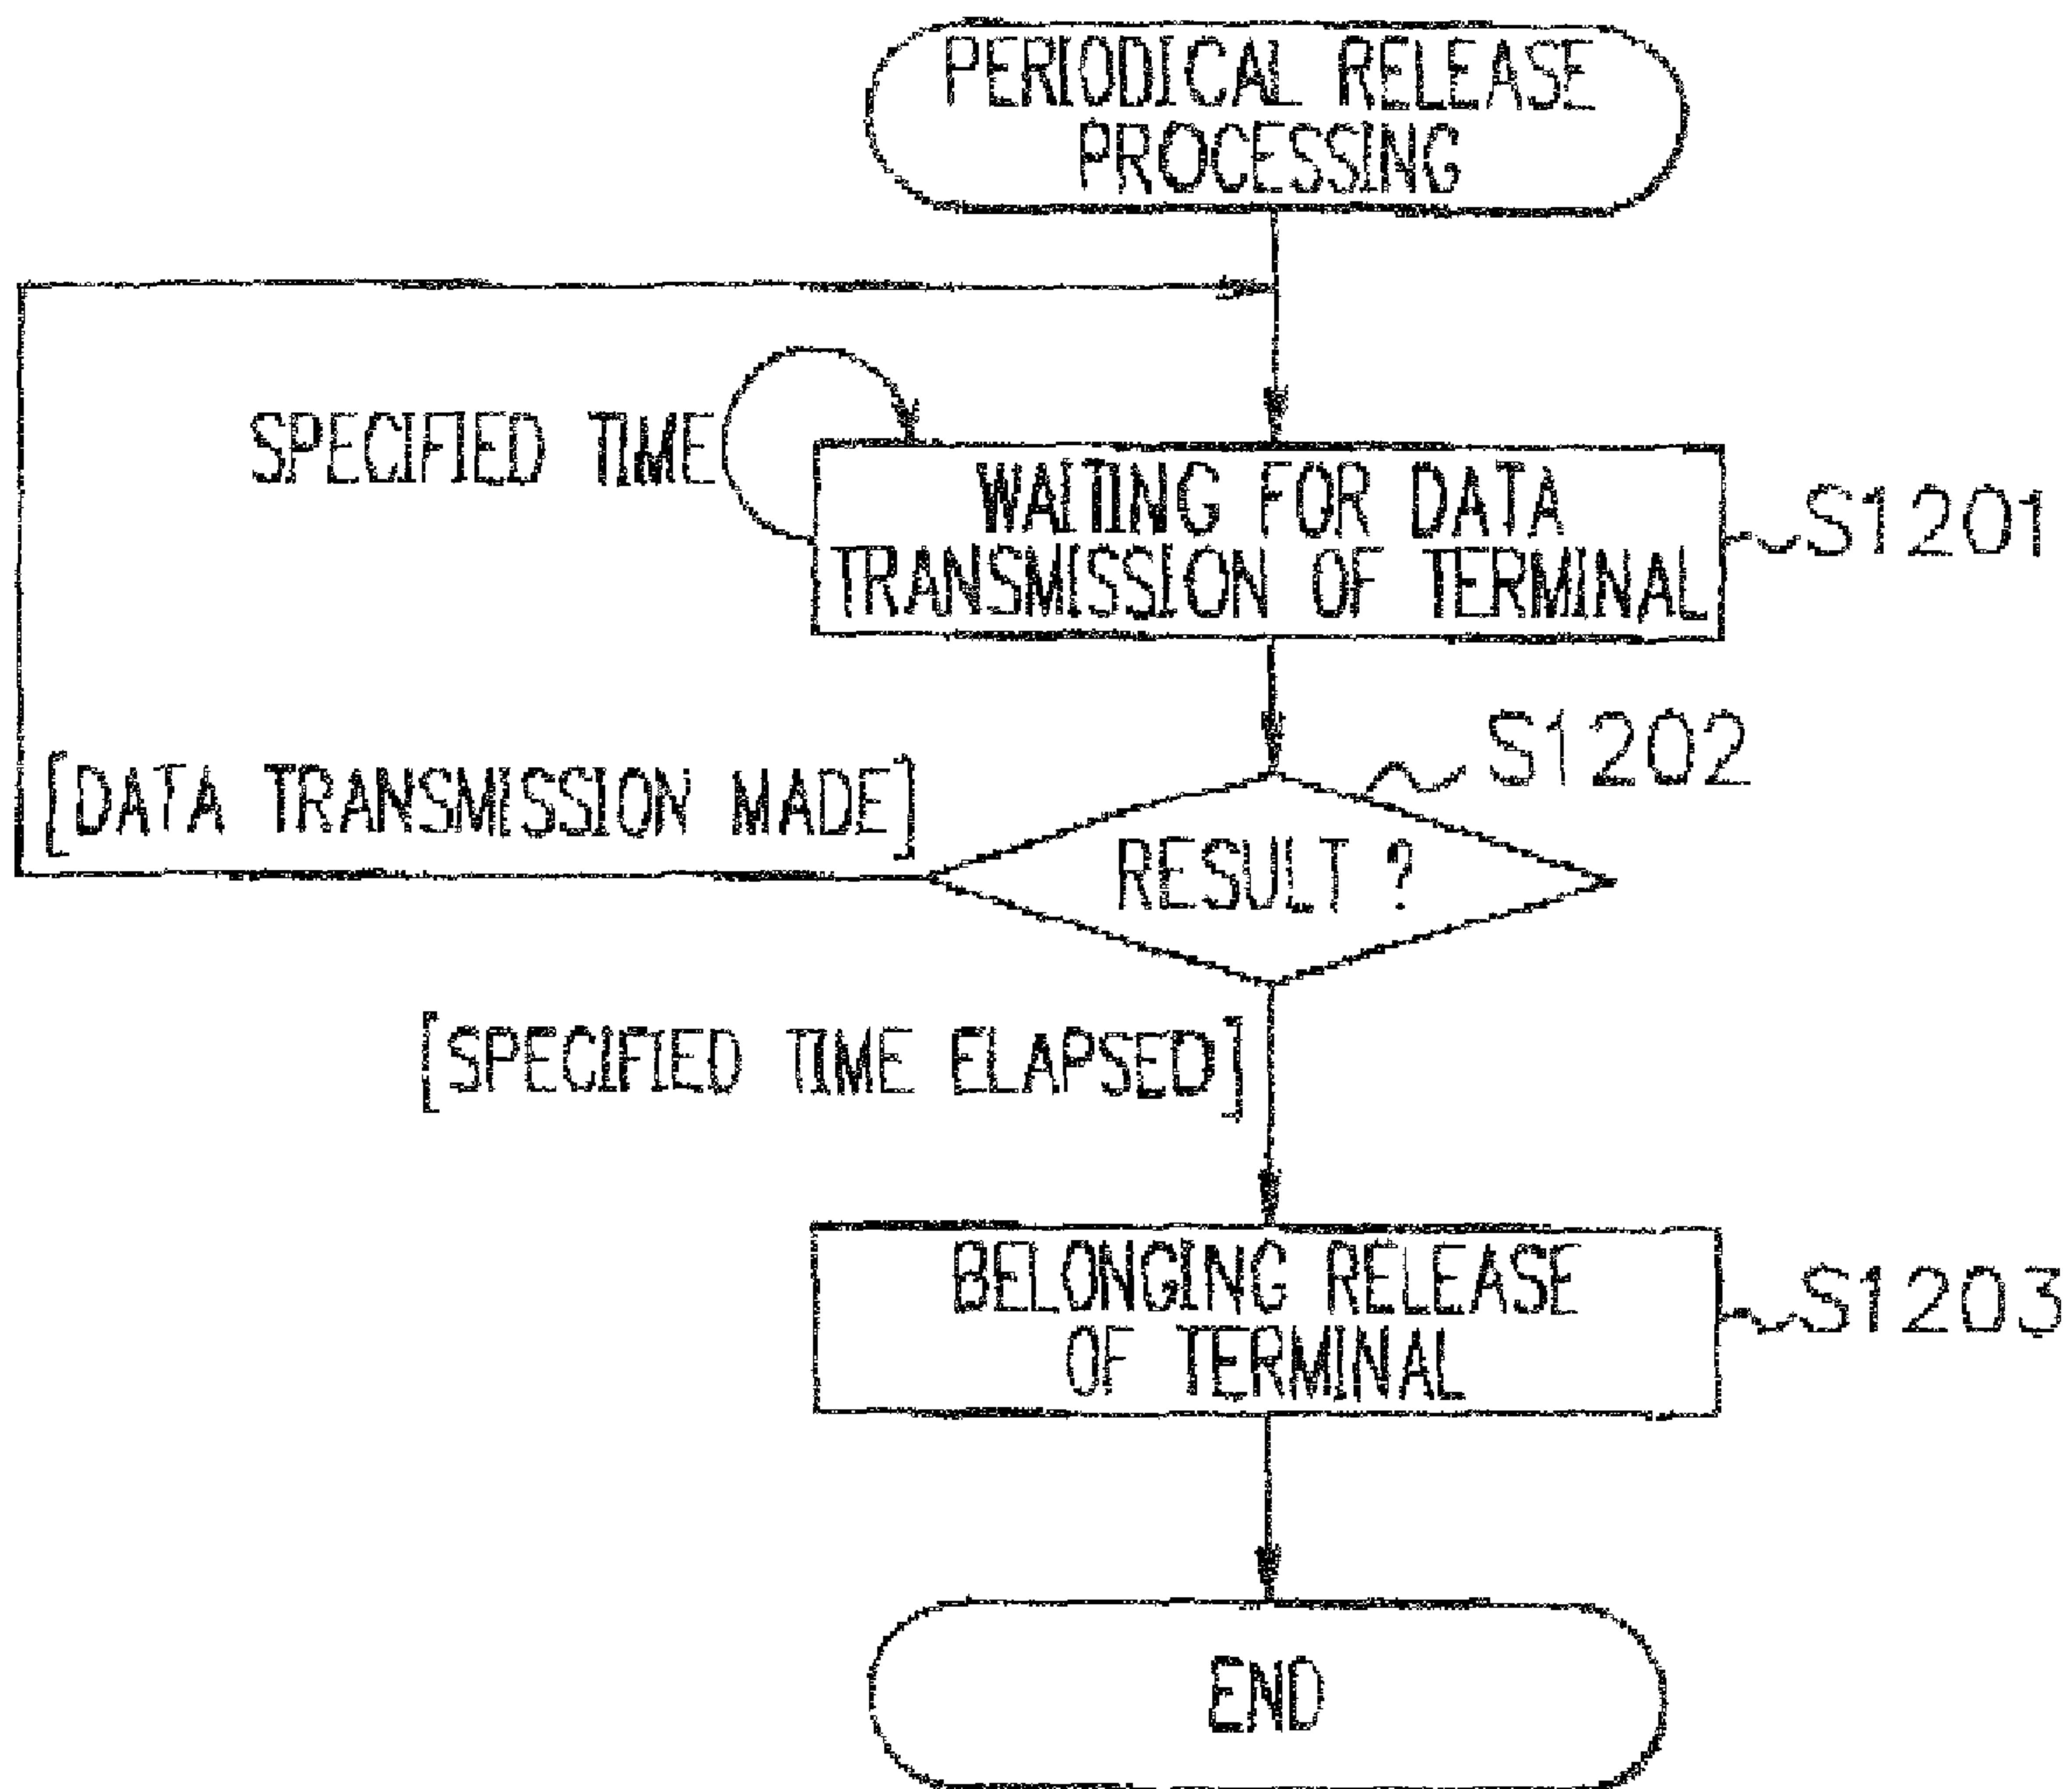 PERIODICAL RELEASE
PROCESSING
SPECIFIED TIME
WAITING FOR DATA
TRANSMISSION OF TERMINAL
S1201
S1202
[DATA TRANSMISSION MADE]
RESULT ?
[SPECIFIED TIME ELAPSED]
BELONGING RELEASE
OF TERMINAL
S1203
END